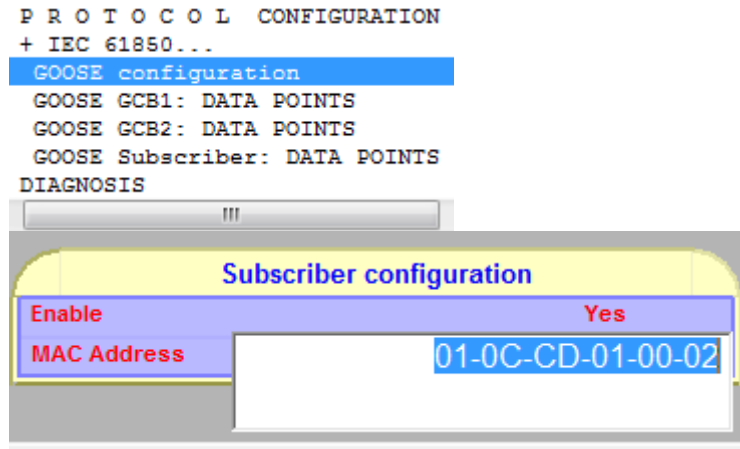 P R O T O C O L CONFIGURATION
+ IEC 61850...
GOOSE configuration
GOOSE GCB1: DATA POINTS
GOOSE GCB2: DATA POINTS
GOOSE Subscriber: DATA POINTS
DIAGNOSIS
Subscriber configuration
Enable Yes
MAC Address 01-0C-CD-01-00-02